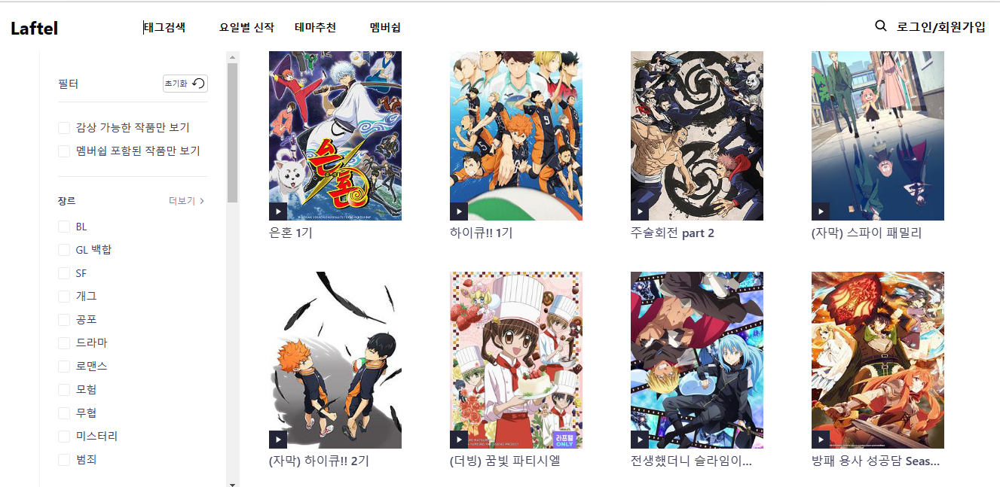 Laftel
태그검색 요일별 신작 테마추천 멤버쉽
로그인/회원가입
필터
초기화
감상 가능한 작품만 보기
멤버쉽 포함된 작품만 보기
장르 더보기 >
BL
GL 백합
SF
개그
공포
드라마
로맨스
모험
무협
미스터리
범죄
은혼
은혼 1기
하이큐!! 1기
주술회전 part 2
(자막) 스파이 패밀리
(자막) 하이큐!! 2기
라프텔
ONLY
(더빙) 꿈빛 파티시엘
전생했더니 슬라임이...
방패 용사 성공담 Seas...